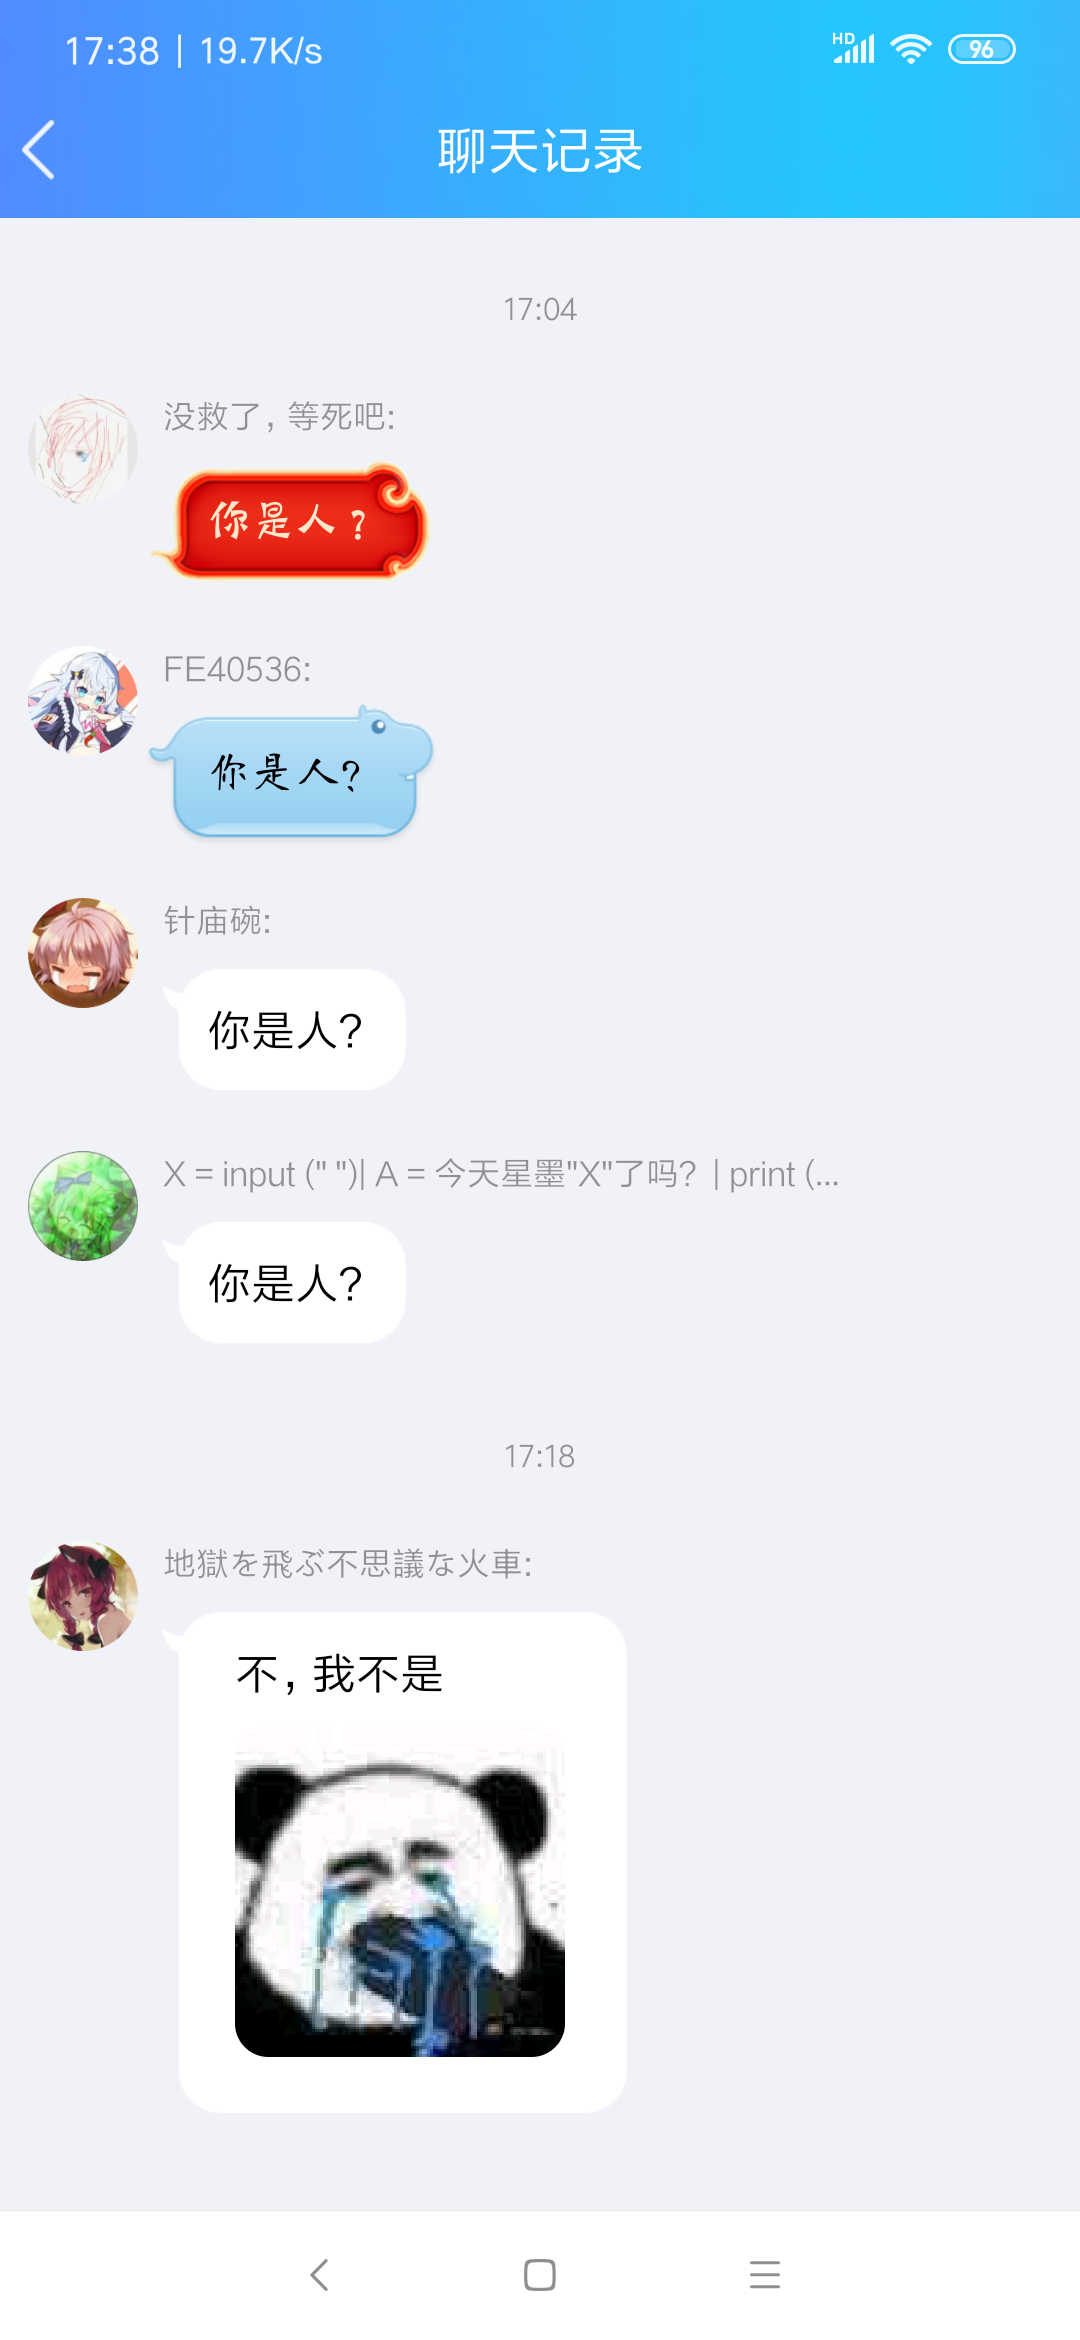 17:38 | 19.7K/s
HD
96
聊天记录
17:04
没救了，等死吧:
你是人？
FE40536:
你是人?
针庙碗:
你是人?
X = input (" ")| A = 今天星墨"X"了吗？ | print (...
你是人?
17:18
地獄を飛ぶ不思議な火車:
不，我不是